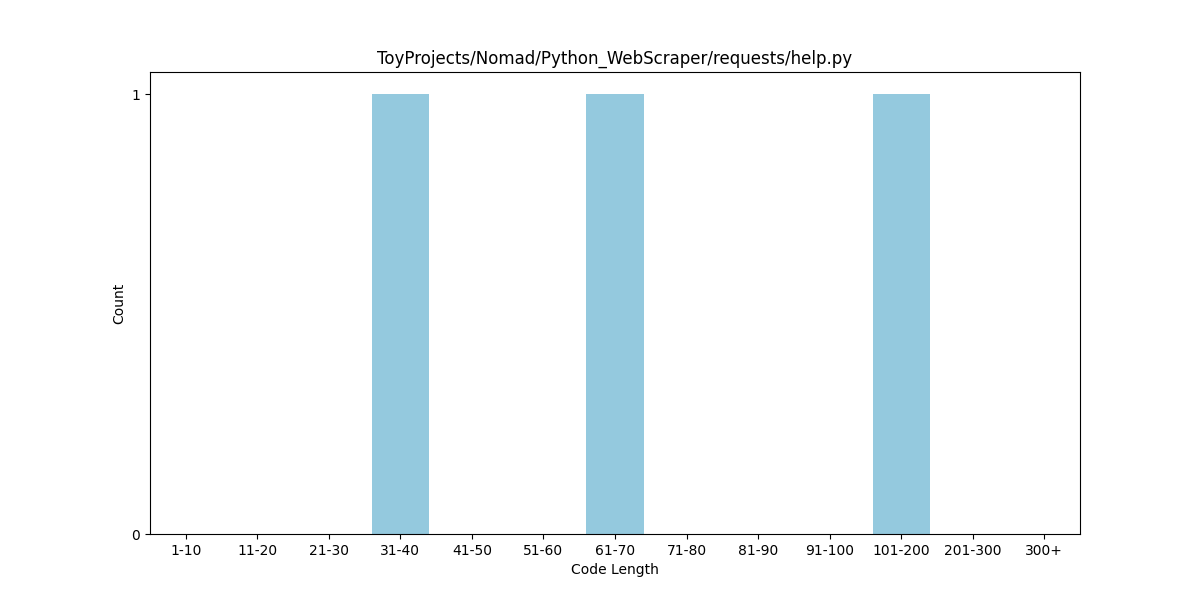 ToyProjects/Nomad/Python_WebScraper/requests/help.py
1
Count
0
1-10 11-20 21-30 31-40 41-50 51-60 61-70 71-80 81-90 91-100 101-200 201-300 300+
Code Length